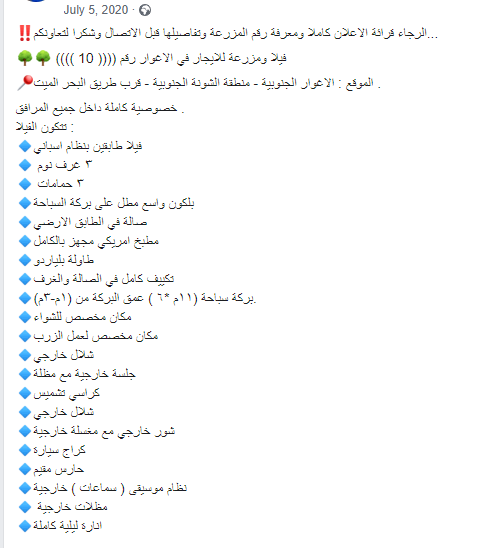 July 5, 2020 ·
الرجاء قرائة الاعلان كاملا ومعرفة رقم المزرعة وتفاصيلها قبل الاتصال وشكرا لتعاونكم‼️...
فيلا ومزرعة للايجار في الاغوار رقم (((( 10 )))) 🌳🌳
📍الموقع : الاغوار الجنوبية - منطقة الشونة الجنوبية - قرب طريق البحر الميت .
خصوصية كاملة داخل جميع المرافق .
تتكون الفيلا :
🔷فيلا طابقين بنظام اسباني
🔷٣ غرف نوم
🔷٣ حمامات
🔷بلكون واسع مطل على بركة السباحة
🔷صالة في الطابق الارضي
🔷مطبخ امريكي مجهز بالكامل
🔷طاولة بلياردو
🔷تكييف كامل في الصالة والغرف
🔷بركة سباحة (١١م *٦ ) عمق البركة من (١م-٣م).
🔷مكان مخصص للشواء
🔷مكان مخصص لعمل الزرب
🔷شلال خارجي
🔷جلسة خارجية مع مظلة
🔷كراسي تشميس
🔷شلال خارجي
🔷شور خارجي مع مغسلة خارجية
🔷كراج سيارة
🔷حارس مقيم
🔷نظام موسيقى ( سماعات ) خارجية
🔷مظلات خارجية
🔷انارة ليلية كاملة